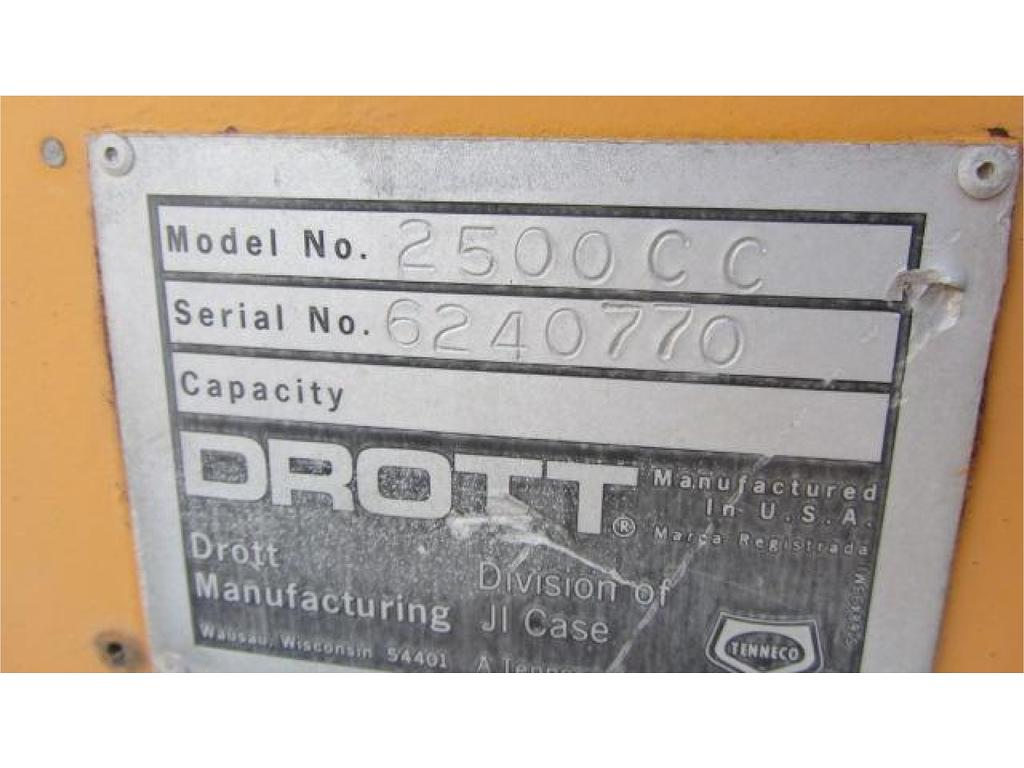 Model No. 2500CC
Serial No. 6240770
Capacity
DROTT®
Manufactured
In U.S.A.
Marca Registrada
Drott
Manufacturing
Wausau, Wisconsin 54401
Division of
JI Case
A
TENNECO